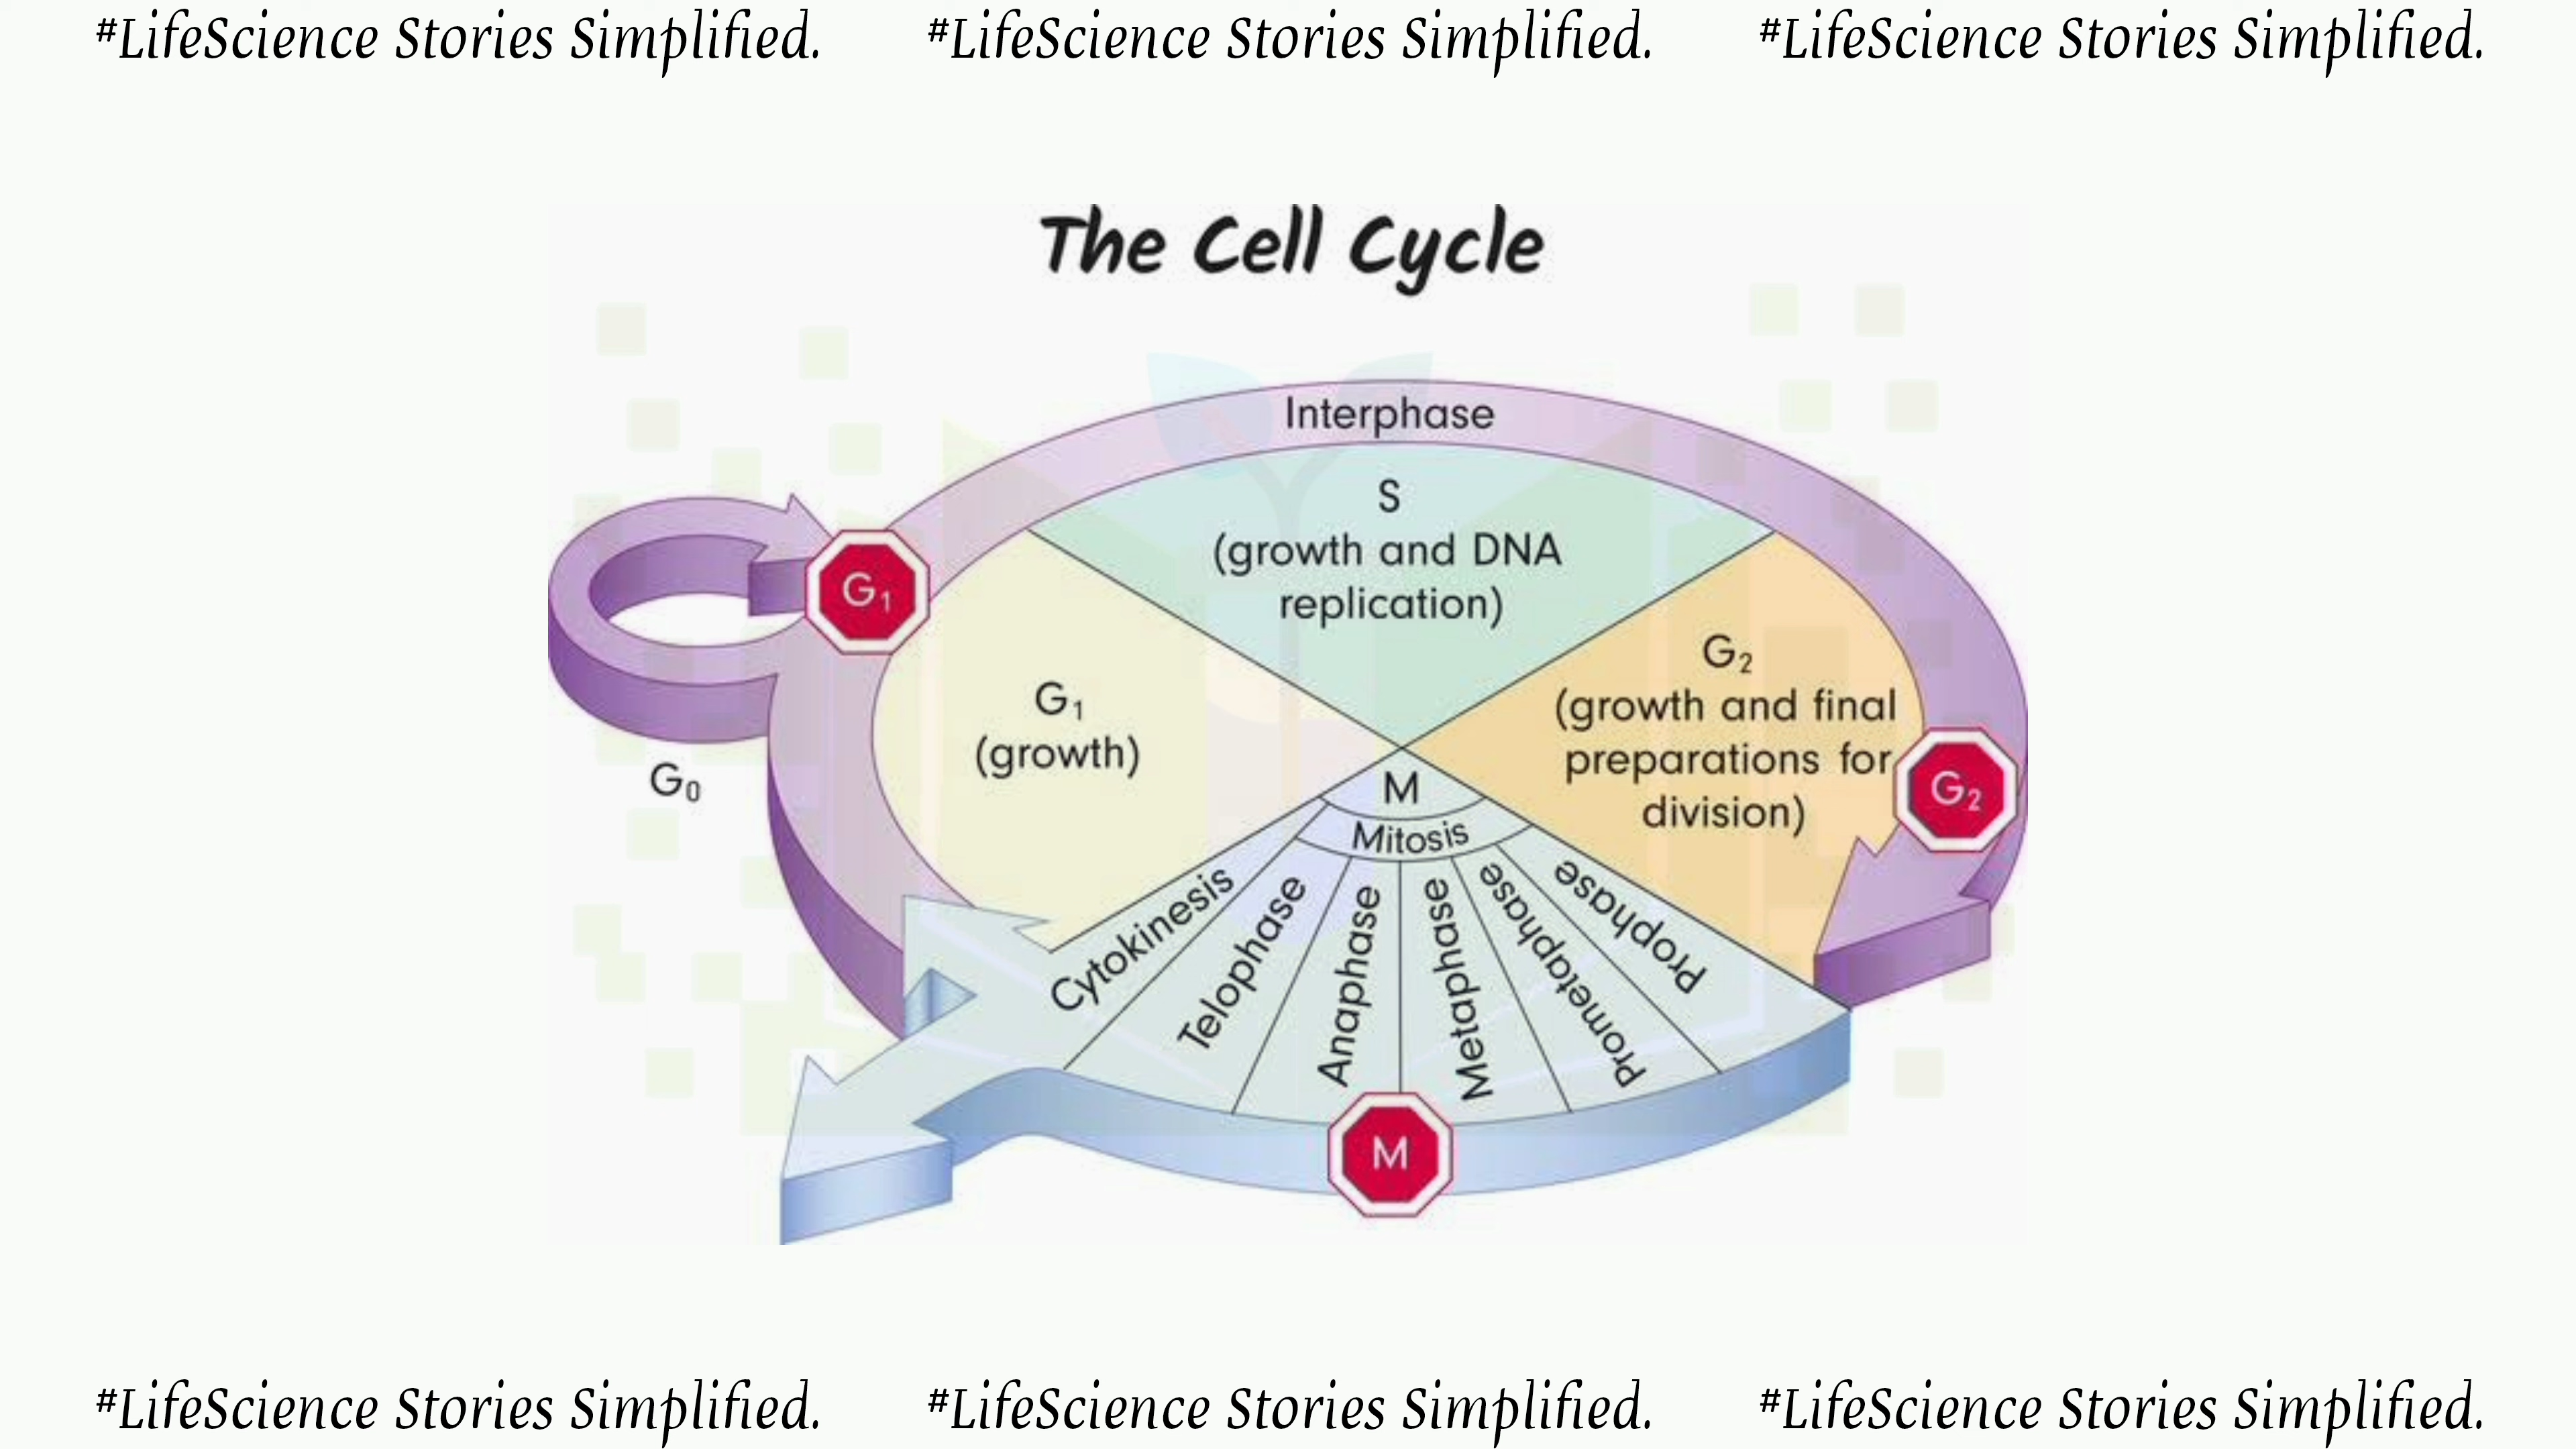 #LifeScience Stories Simplified. #LifeScience Stories Simplified. #LifeScience Stories Simplified.
The Cell Cycle
Interphase
S
(growth and DNA
replication)
G₁
G₁
(growth)
G₀
G₂
(growth and final
preparations for
division)
G₂
M
Mitosis
Cytokinesis
Telophase
Anaphase
Metaphase
Prometaphase
Prophase
M
#LifeScience Stories Simplified. #LifeScience Stories Simplified. #LifeScience Stories Simplified.